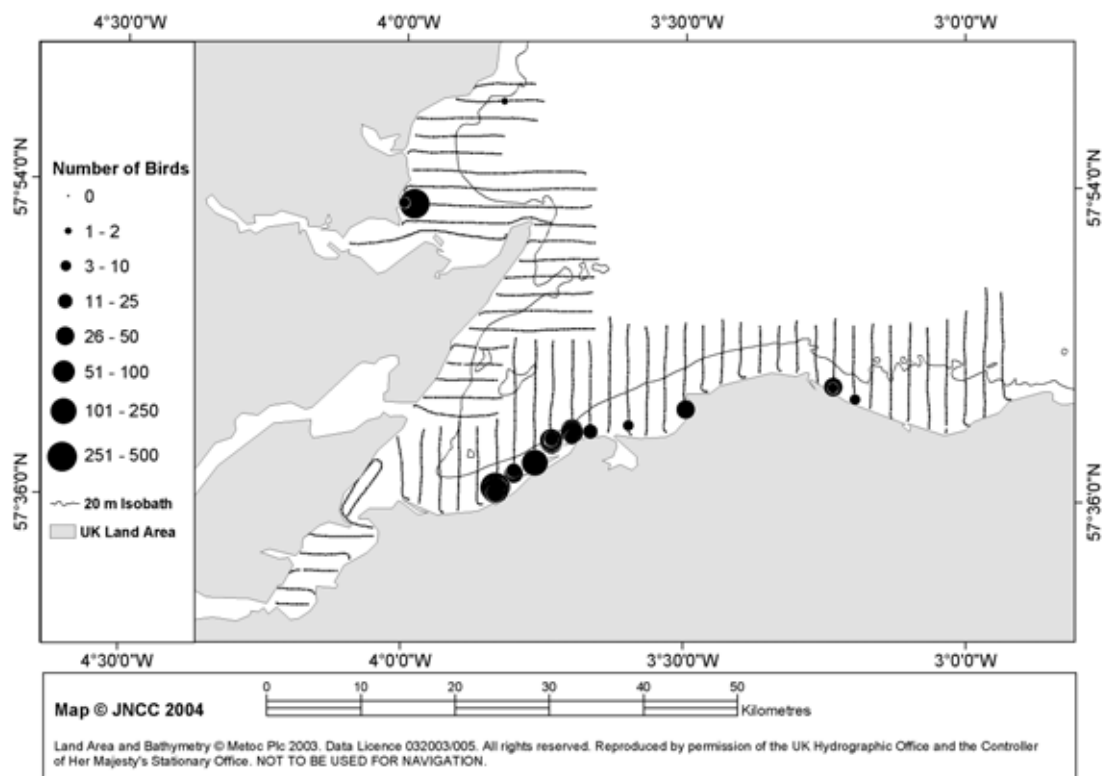 4°30'0"W 4°0'0"W 3°30'0"W 3°0'0"W
57°54'0"N
57°54'0"N
Number of Birds
0
1 - 2
3 - 10
11 - 25
26 - 50
51 - 100
101 - 250
251 - 500
20 m Isobath
UK Land Area
57°36'0"N
57°36'0"N
4°30'0"W 4°0'0"W 3°30'0"W 3°0'0"W
0 10 20 30 40 50
Kilometres
Map © JNCC 2004
Land Area and Bathymetry © Metoc Plc 2003. Data Licence 032003/005. All rights reserved. Reproduced by permission of the UK Hydrographic Office and the Controller
of Her Majesty's Stationary Office. NOT TO BE USED FOR NAVIGATION.